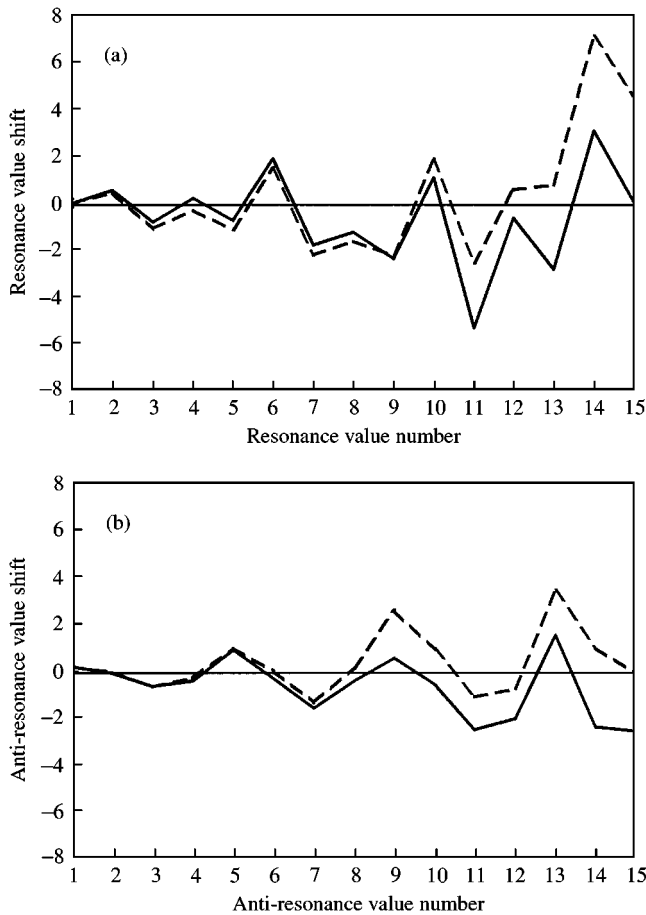 (a)
Resonance value shift
8
6
4
2
0
–2
–4
–6
–8
1 2 3 4 5 6 7 8 9 10 11 12 13 14 15
Resonance value number
(b)
Anti-resonance value shift
8
6
4
2
0
–2
–4
–6
–8
1 2 3 4 5 6 7 8 9 10 11 12 13 14 15
Anti-resonance value number